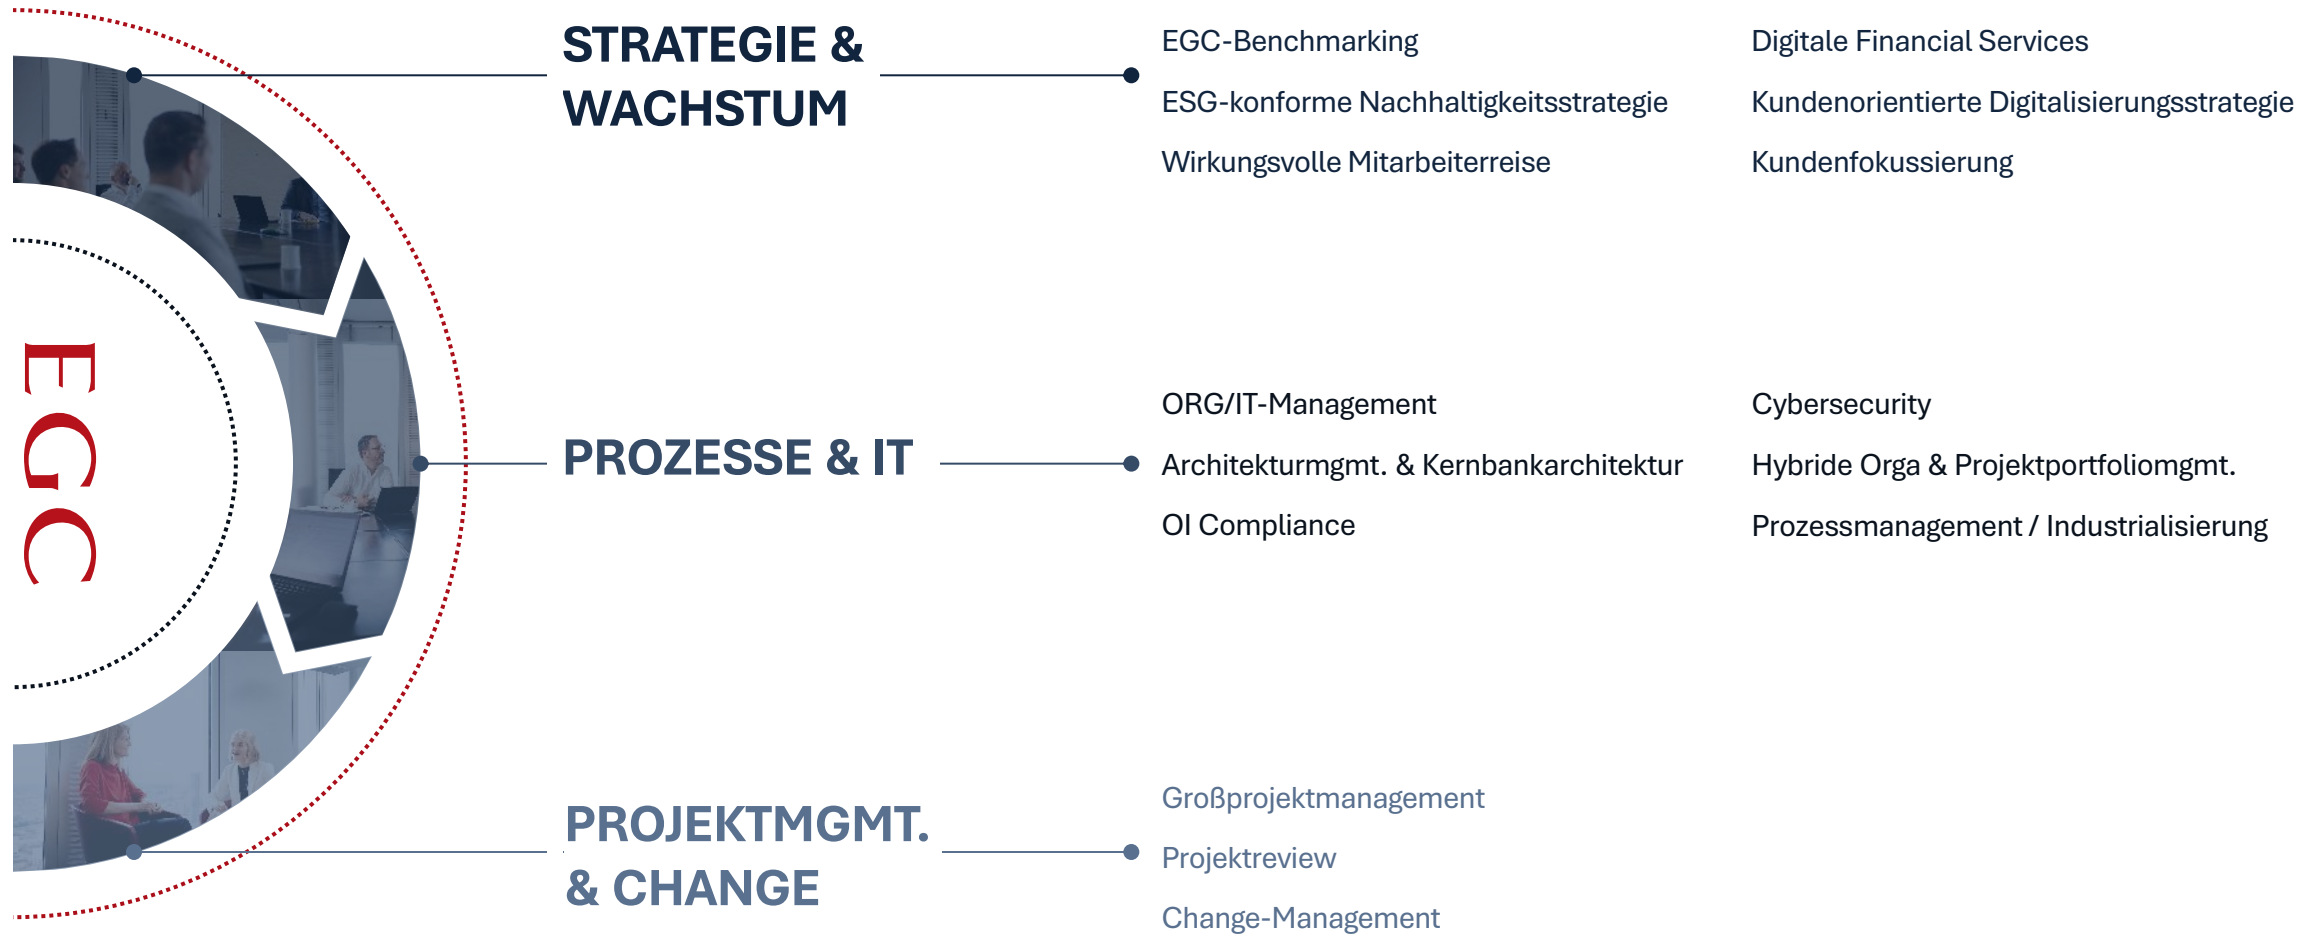 EGC
STRATEGIE &
WACHSTUM
EGC-Benchmarking
ESG-konforme Nachhaltigkeitsstrategie
Wirkungsvolle Mitarbeiterreise
Digitale Financial Services
Kundenorientierte Digitalisierungsstrategie
Kundenfokussierung
PROZESSE & IT
ORG/IT-Management
Architekturmgmt. & Kernbankarchitektur
OI Compliance
Cybersecurity
Hybride Orga & Projektportfoliomgmt.
Prozessmanagement / Industrialisierung
PROJEKTMGMT.
& CHANGE
Großprojektmanagement
Projektreview
Change-Management